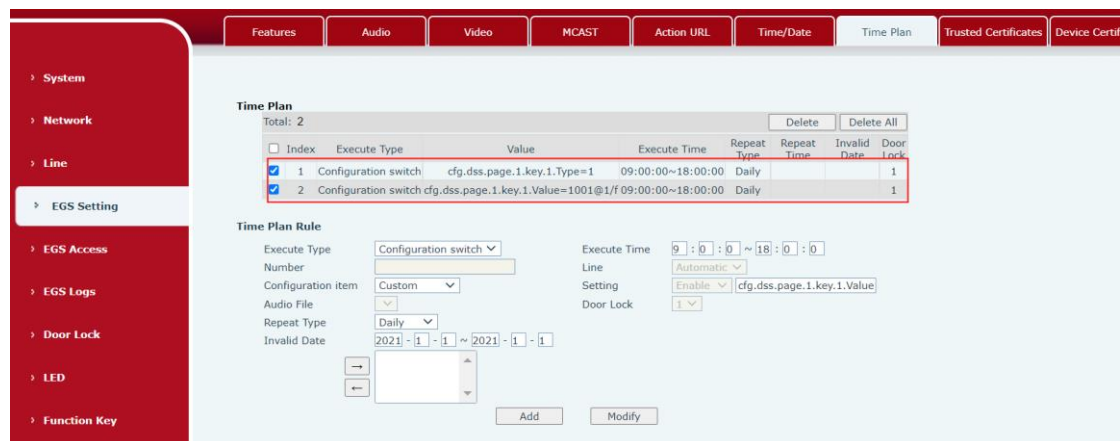 Features Audio Video MCAST Action URL Time/Date Time Plan Trusted Certificates Device Certif
System
Network
Line
EGS Setting
EGS Access
EGS Logs
Door Lock
LED
Function Key
Time Plan
Total: 2 Delete Delete All
Index Execute Type Value Execute Time Repeat Type Repeat Time Invalid Date Door Lock
1 Configuration switch cfg.dss.page.1.key.1.Type=1 09:00:00~18:00:00 Daily 1
2 Configuration switch cfg.dss.page.1.key.1.Value=1001@1/f 09:00:00~18:00:00 Daily 1
Time Plan Rule
Execute Type Configuration switch Execute Time 9 : 0 : 0 ~ 18 : 0 : 0
Number Line Automatic
Configuration item Custom Setting Enable cfg.dss.page.1.key.1.Value
Audio File Door Lock 1
Repeat Type Daily
Invalid Date 2021 - 1 - 1 ~ 2021 - 1 - 1
→
←
Add Modify